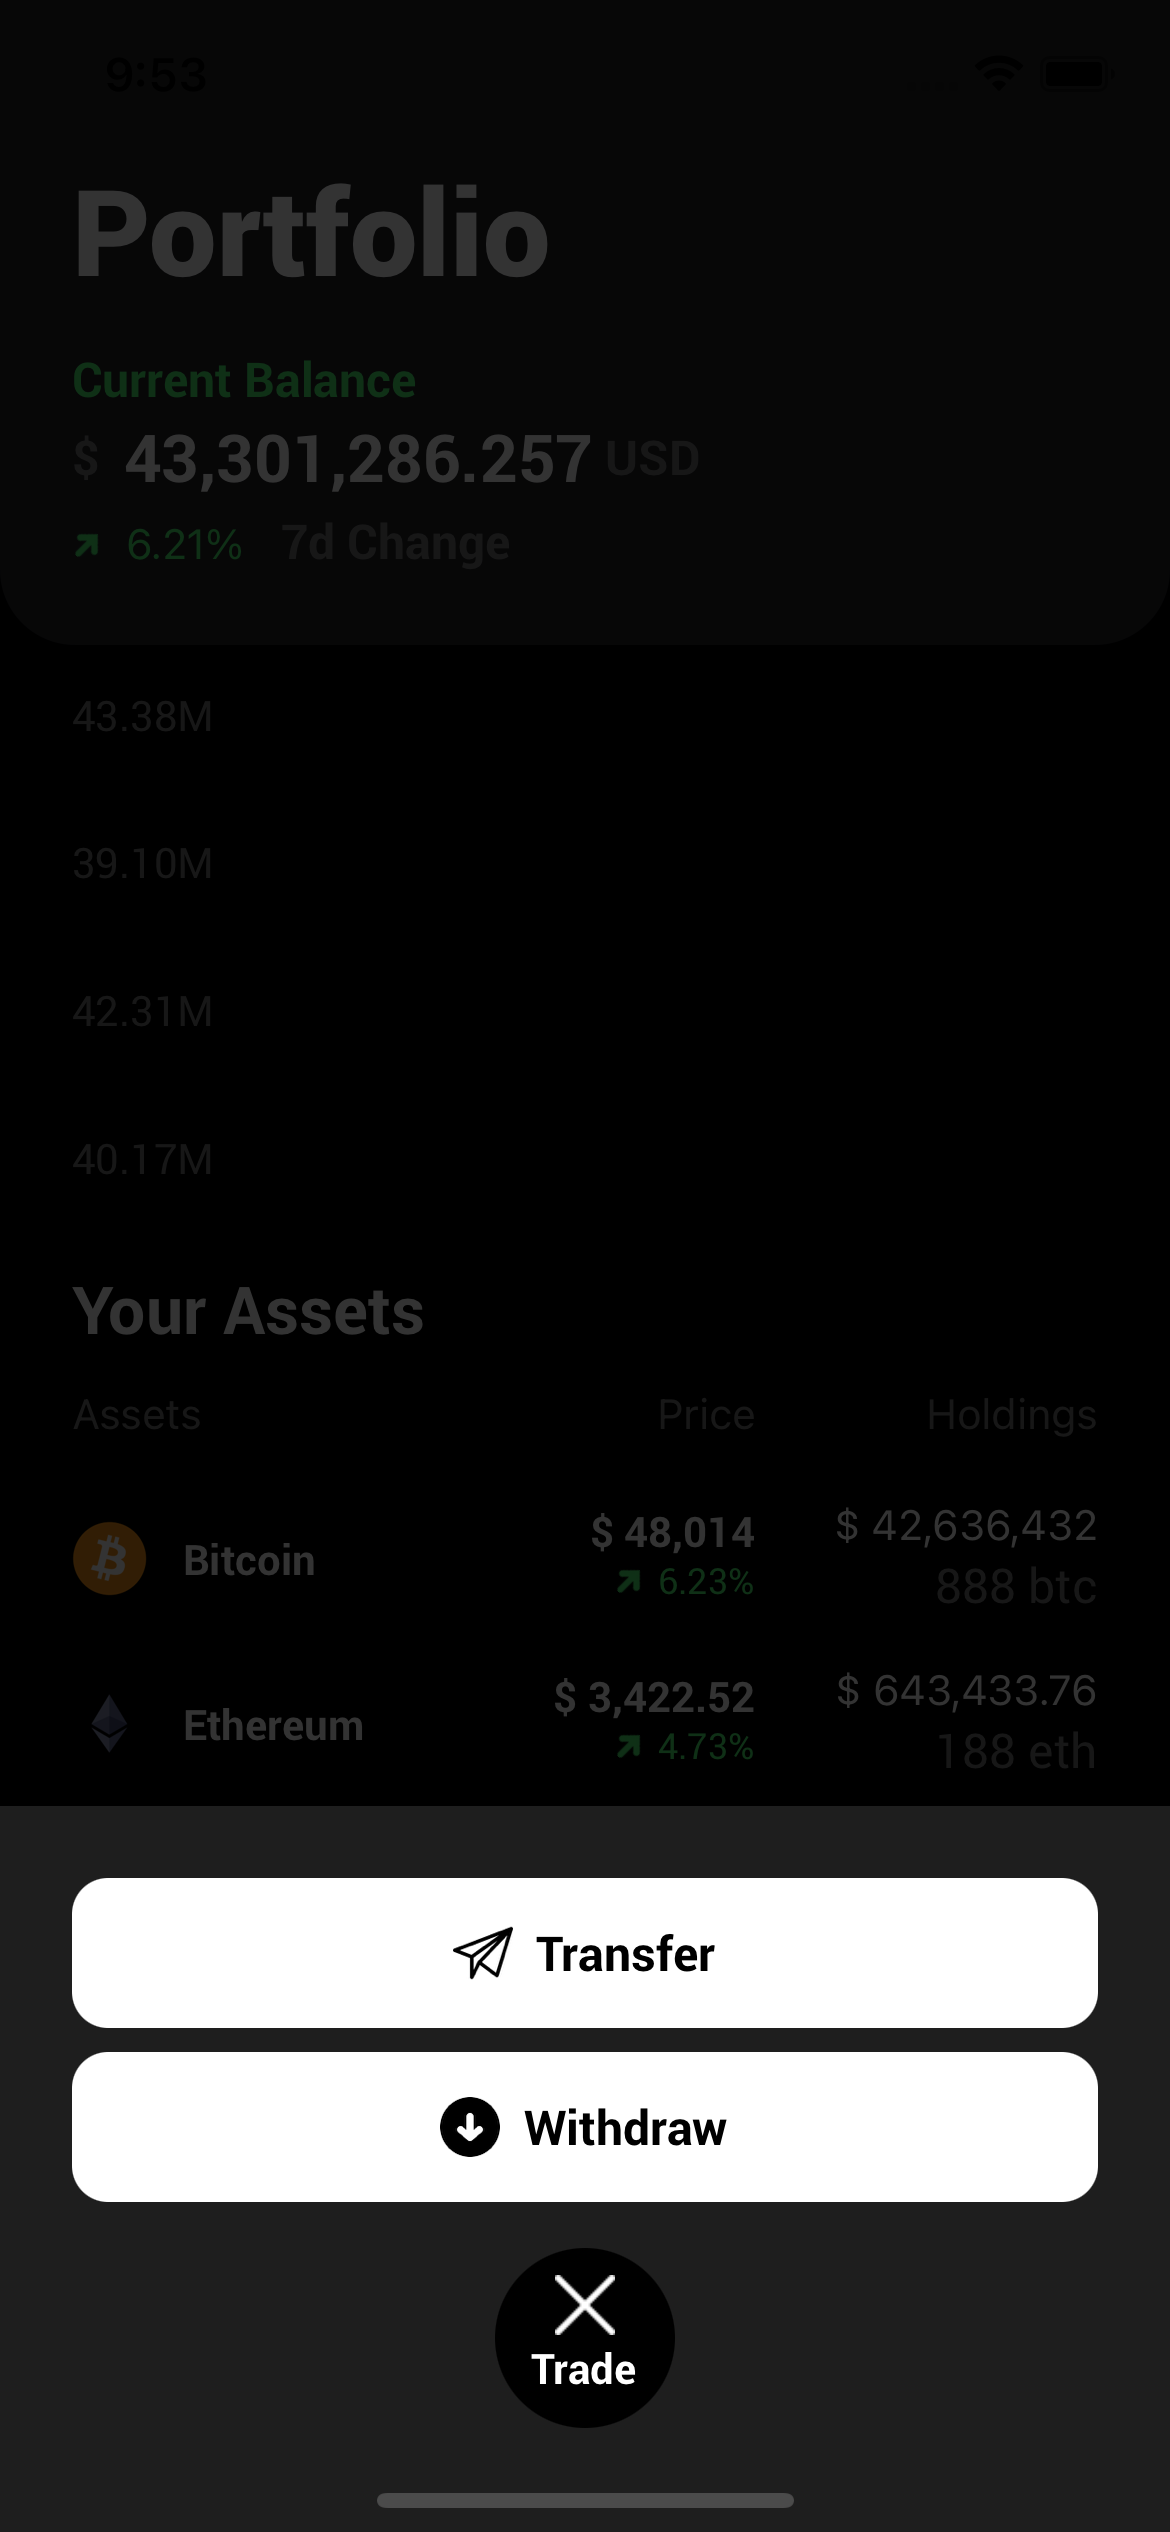 9:53
Portfolio
Current Balance
$ 43,301,286.257 USD
6.21% 7d Change
43.38M
39.10M
42.31M
40.17M
Your Assets
Assets Price Holdings
Bitcoin $ 48,014 $ 42,636,432
6.23% 888 btc
Ethereum $ 3,422.52 $ 643,433.76
4.73% 188 eth
Transfer
Withdraw
Trade